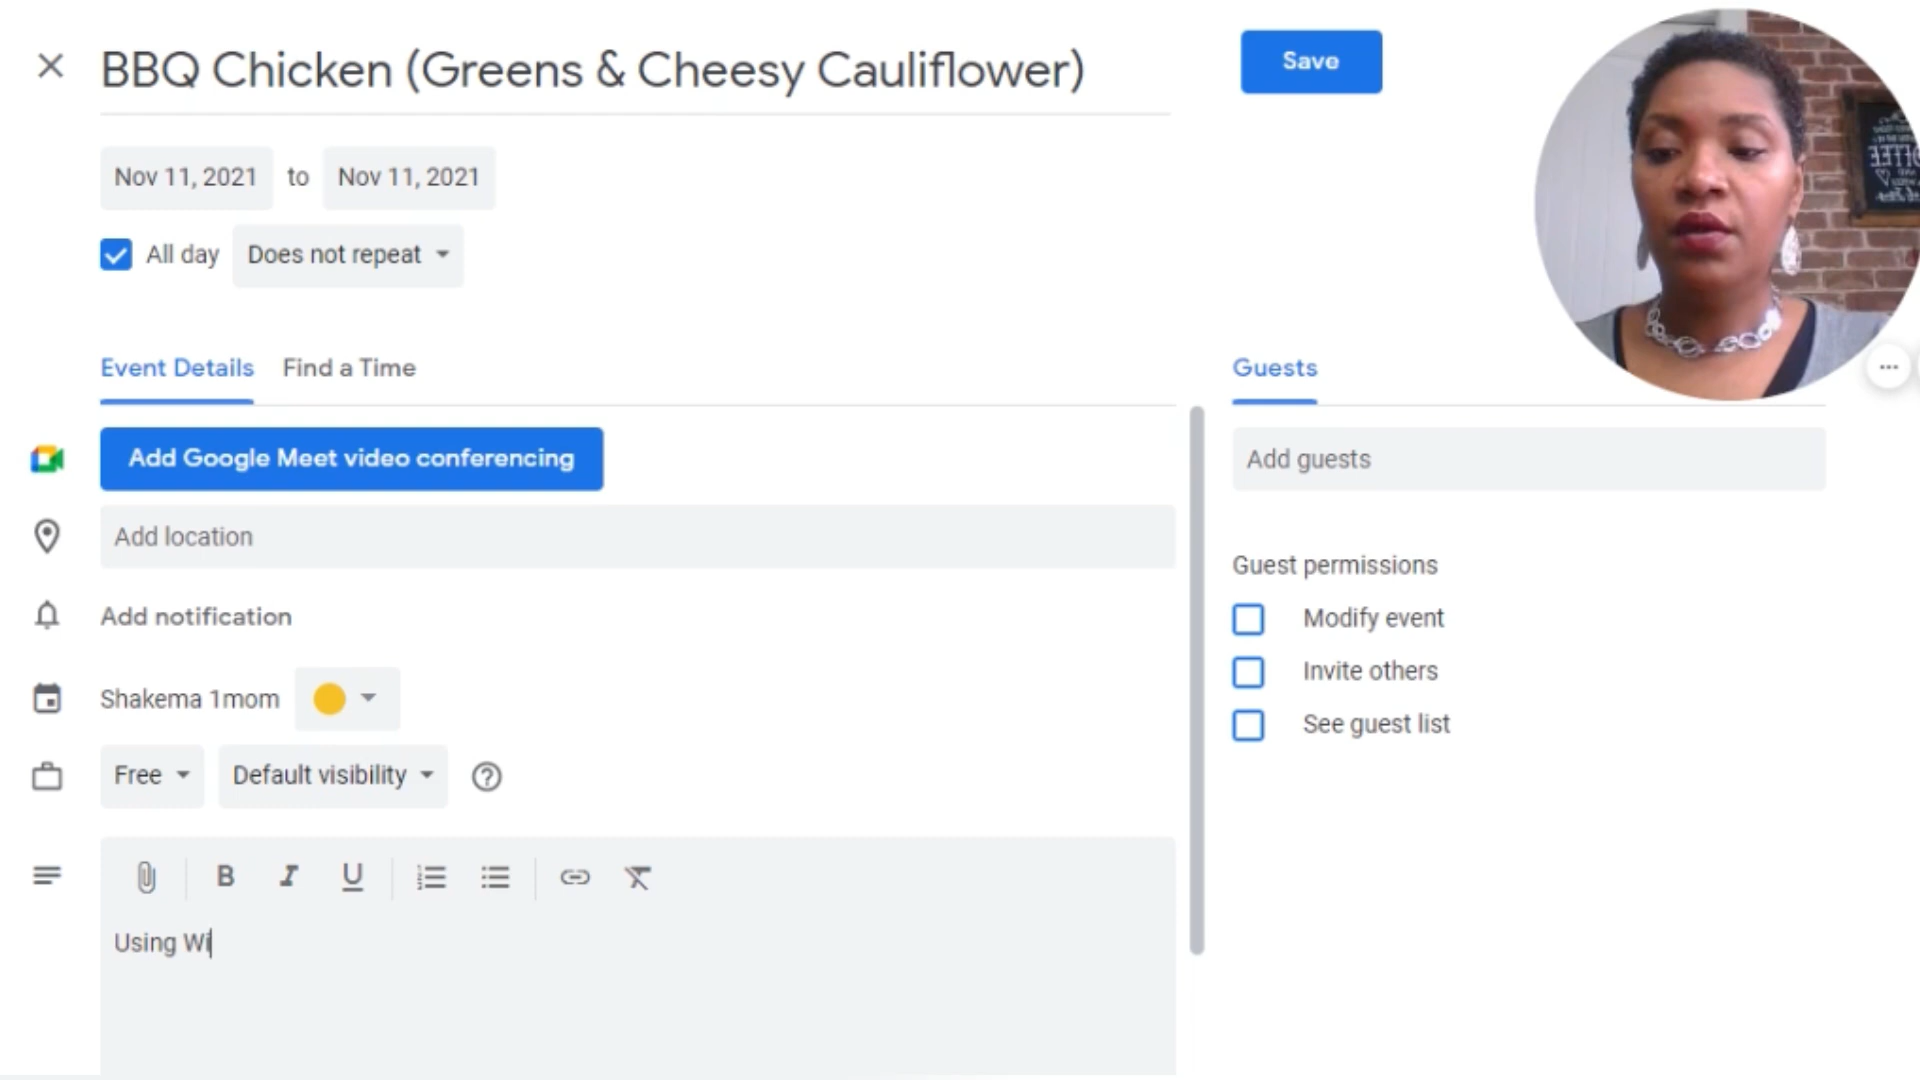 BBQ Chicken (Greens & Cheesy Cauliflower)
Save
Nov 11, 2021 to Nov 11, 2021
All day Does not repeat
Event Details Find a Time
Guests
Add Google Meet video conferencing
Add guests
Add location
Guest permissions
Add notification
Modify event
Invite others
Shakema 1mom
See guest list
Free Default visibility
B I U
Using Wi